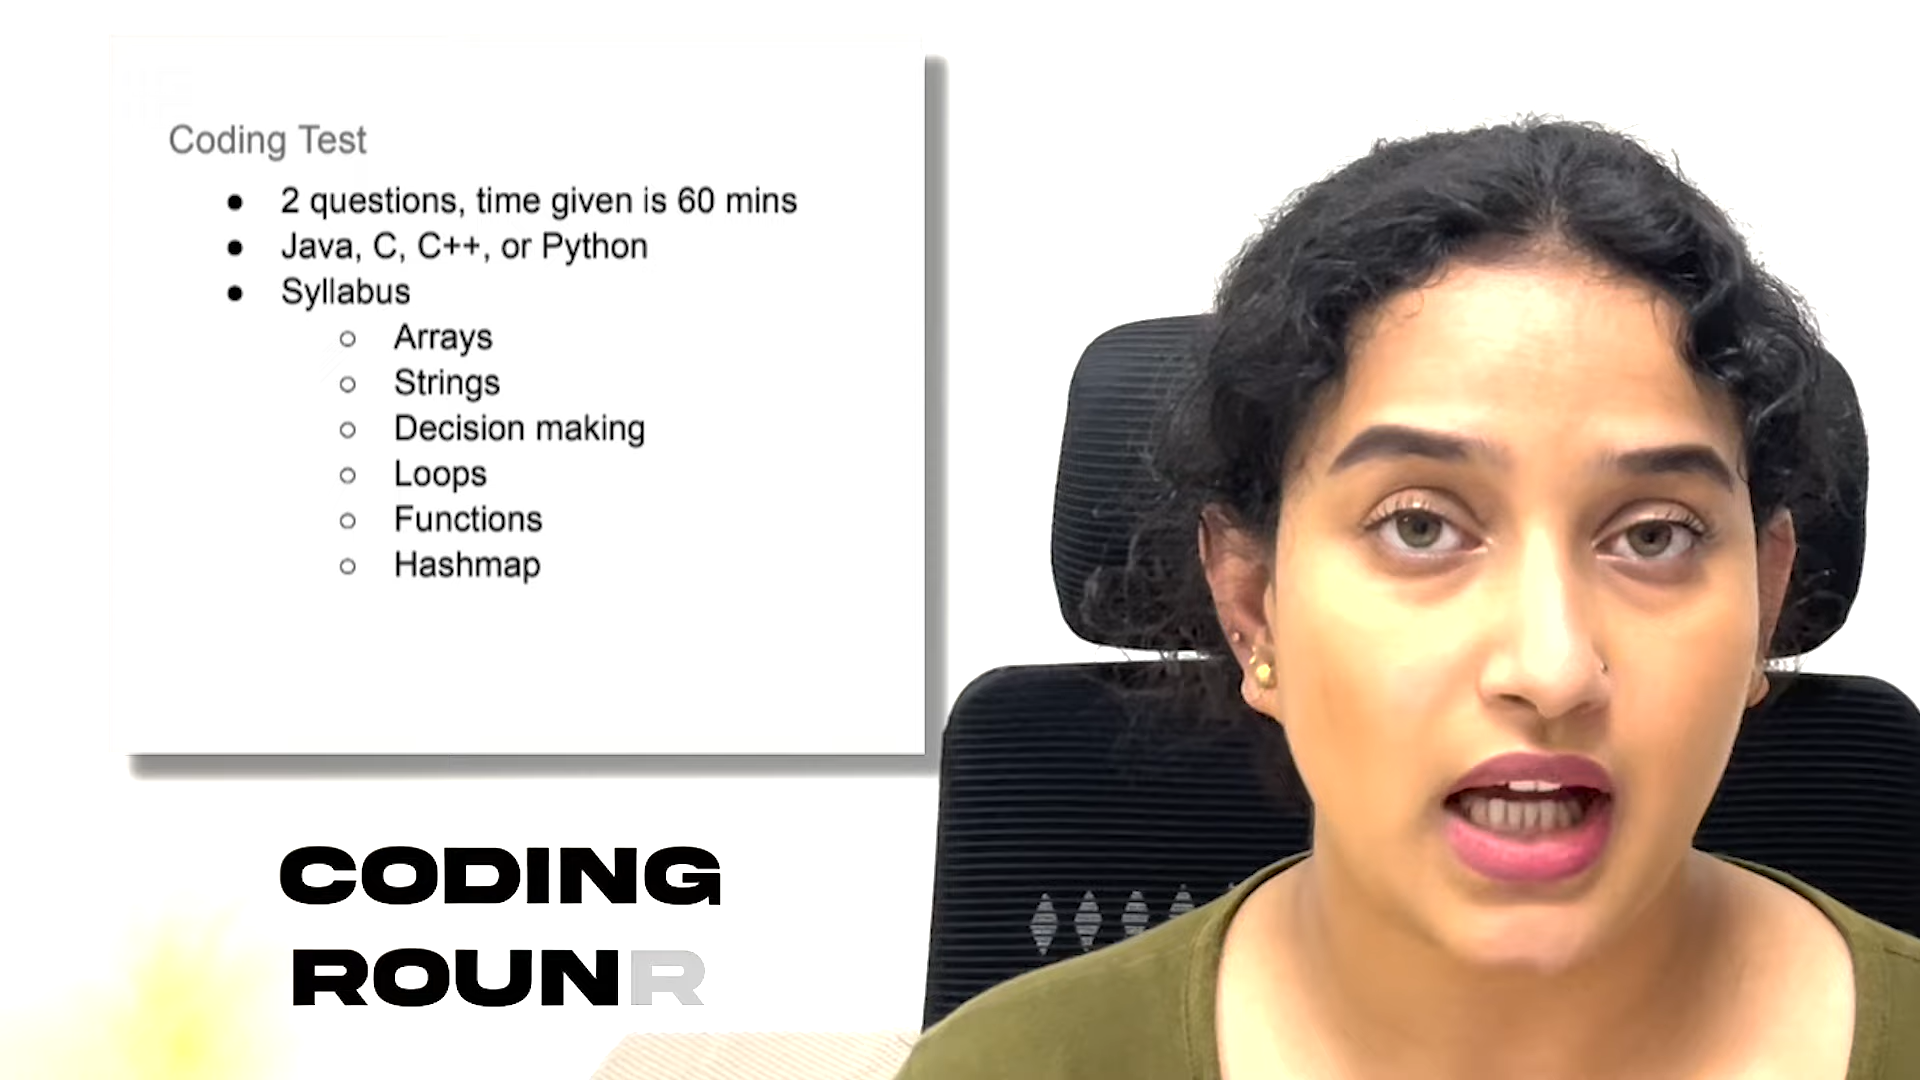 Coding Test
● 2 questions, time given is 60 mins
● Java, C, C++, or Python
● Syllabus
○ Arrays
○ Strings
○ Decision making
○ Loops
○ Functions
○ Hashmap
CODING
ROUNR